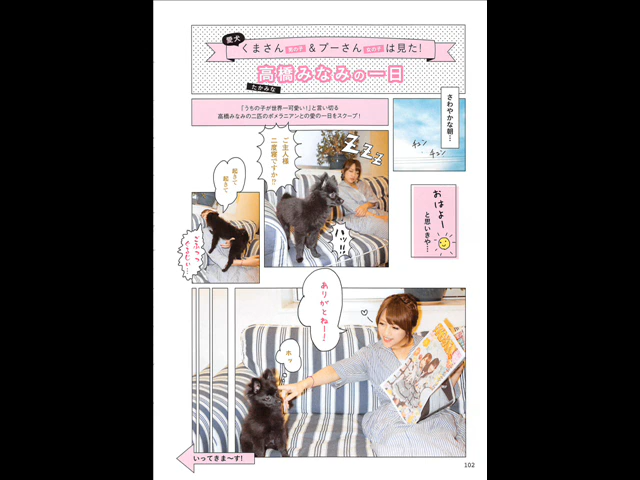 愛犬
くまさん 男の子 &プーさん 女の子 は見た!
高橋みなみの一日
たかみな
「うちの子が世界一可愛い!」と言い切る
高橋みなみの二匹のポメラニアンとの愛の一日をスクープ!
さわやかな朝…
チュン
チュン
おはよー
と思いきや…
ZZZ
ご主人様
二度寝ですか!?
ハッ!!!
起きて
起きて
ありがとねー!
ホッ
いってきま〜す!
102